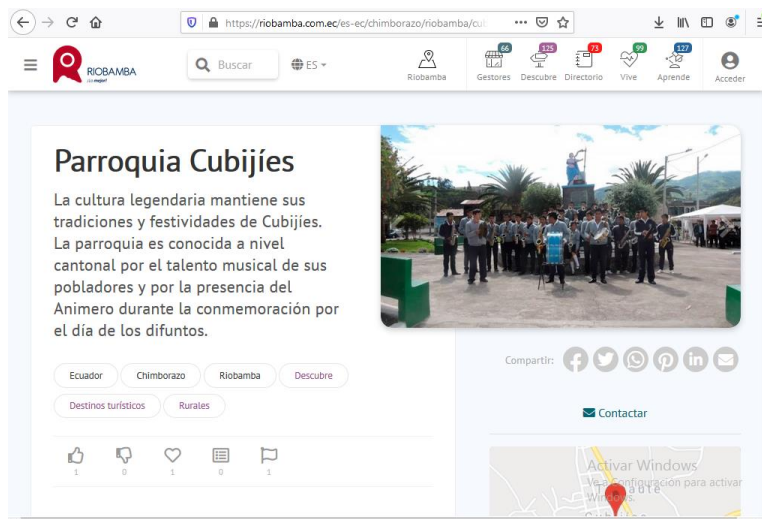 https://riobamba.com.ec/es-ec/chimborazo/riobamba/cub
RIOBAMBA
Buscar
ES
Riobamba
66
Gestores
125
Descubre
73
Directorio
99
Vive
127
Aprende
Acceder
Parroquia Cubijíes
La cultura legendaria mantiene sus
tradiciones y festividades de Cubijíes.
La parroquia es conocida a nivel
cantonal por el talento musical de sus
pobladores y por la presencia del
Animero durante la conmemoración por
el día de los difuntos.
Ecuador
Chimborazo
Riobamba
Descubre
Destinos turísticos
Rurales
1
0
1
0
1
Compartir:
Contactar
Activar Windows
Ve a Configuración para activar
Windows.